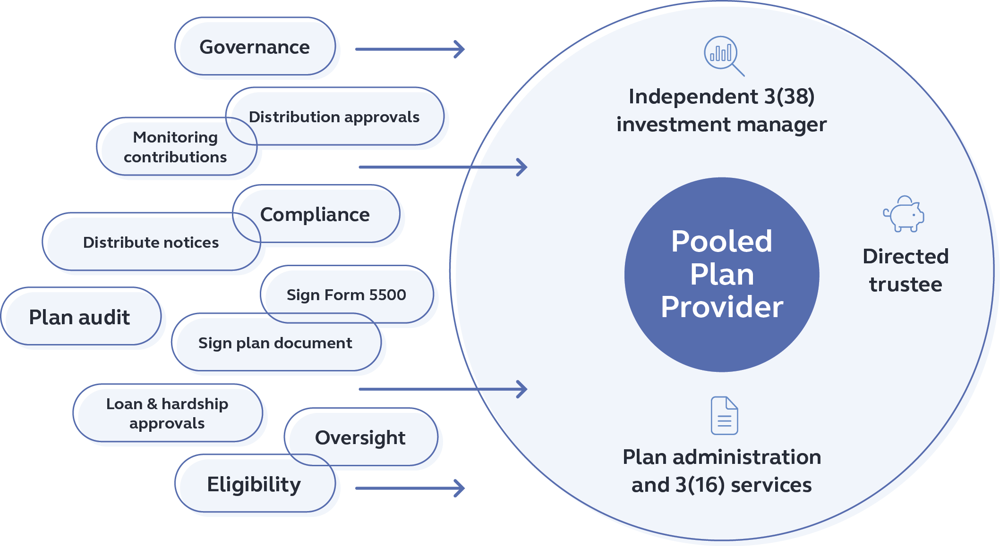 Governance
Distribution approvals
Monitoring
contributions
Compliance
Distribute notices
Sign Form 5500
Plan audit
Sign plan document
Loan & hardship
approvals
Oversight
Eligibility
Independent 3(38)
investment manager
Pooled
Plan
Provider
Directed
trustee
Plan administration
and 3(16) services